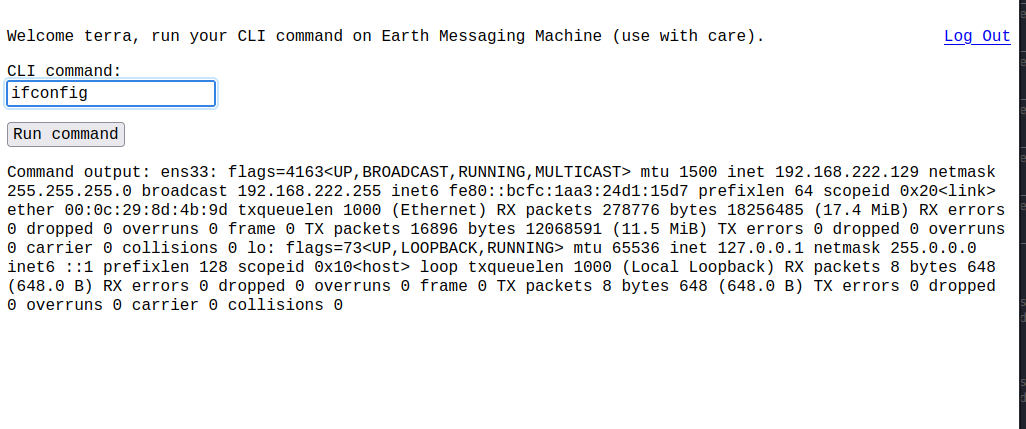 Welcome terra, run your CLI command on Earth Messaging Machine (use with care). Log Out
CLI command:
ifconfig
Run command
Command output: ens33: flags=4163<UP,BROADCAST,RUNNING,MULTICAST> mtu 1500 inet 192.168.222.129 netmask
255.255.255.0 broadcast 192.168.222.255 inet6 fe80::bcfc:1aa3:24d1:15d7 prefixlen 64 scopeid 0x20<link>
ether 00:0c:29:8d:4b:9d txqueuelen 1000 (Ethernet) RX packets 278776 bytes 18256485 (17.4 MiB) RX errors
0 dropped 0 overruns 0 frame 0 TX packets 16896 bytes 12068591 (11.5 MiB) TX errors 0 dropped 0 overruns
0 carrier 0 collisions 0 lo: flags=73<UP,LOOPBACK,RUNNING> mtu 65536 inet 127.0.0.1 netmask 255.0.0.0
inet6 ::1 prefixlen 128 scopeid 0x10<host> loop txqueuelen 1000 (Local Loopback) RX packets 8 bytes 648
(648.0 B) RX errors 0 dropped 0 overruns 0 frame 0 TX packets 8 bytes 648 (648.0 B) TX errors 0 dropped
0 overruns 0 carrier 0 collisions 0